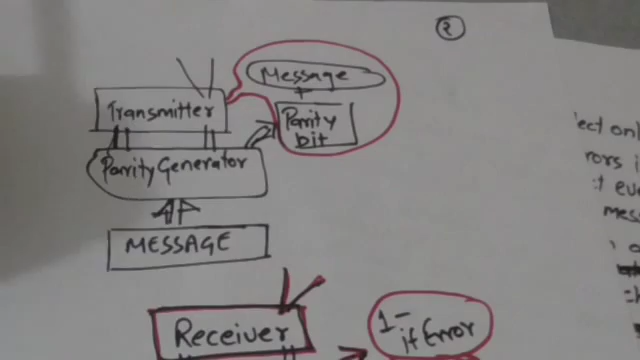 2
Message
+
Transmitter
Parity
bit
Parity Generator
MESSAGE
Receiver
1-
if Error
ect onl
rors i
:t eve
mess